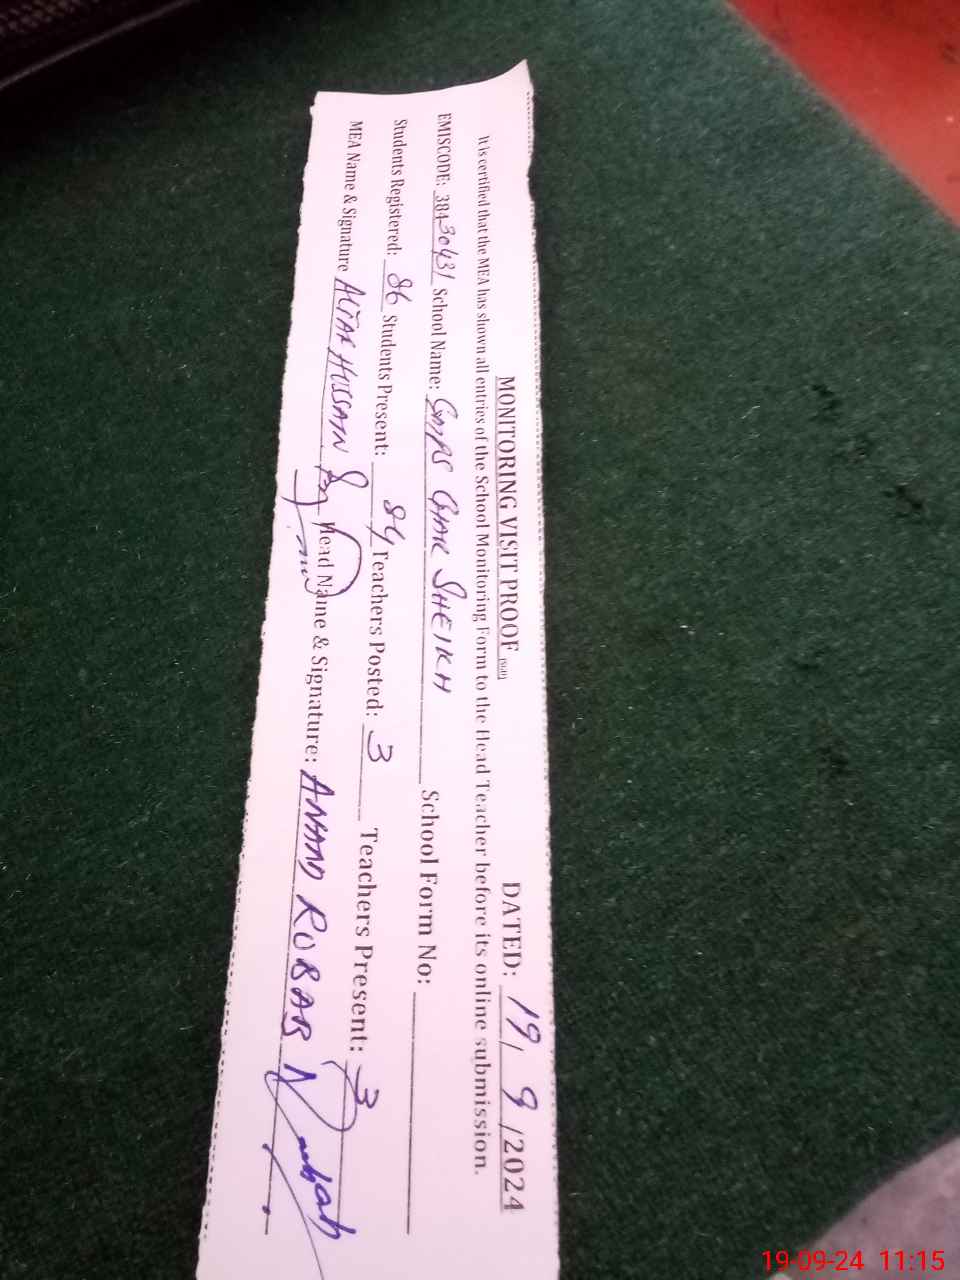 MONITORING VISIT PROOF DATED: 19/ 9 /2024
It is certified that the MEA has shown all entries of the School Monitoring Form to the Head Teacher before its online submission.
EMISCODE: 38430431 School Name: GMPS CHAK SHEIKH School Form No:
Students Registered: 86 Students Present: 84 Teachers Posted: 3 Teachers Present: 3
MEA Name & Signature ALTAF HUSSAIN Head Name & Signature: ROBAB
19-09-24 11:15